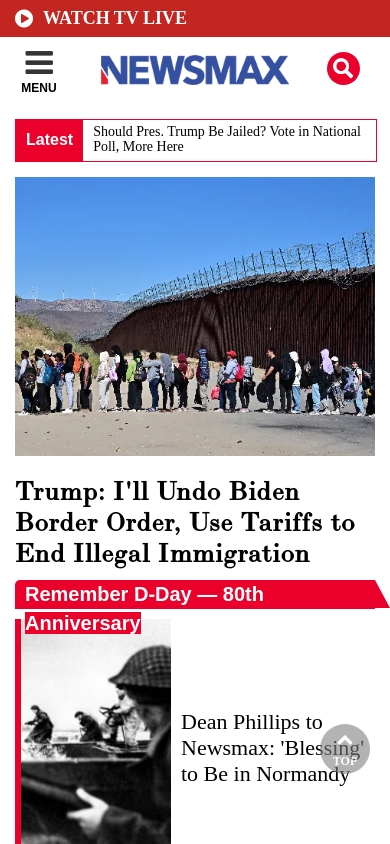 WATCH TV LIVE
MENU
NEWSMAX
Latest
Should Pres. Trump Be Jailed? Vote in National
Poll, More Here
Trump: I'll Undo Biden
Border Order, Use Tariffs to
End Illegal Immigration
Remember D-Day — 80th
Anniversary
Dean Phillips to
Newsmax: 'Blessing'
to Be in Normandy
TOP